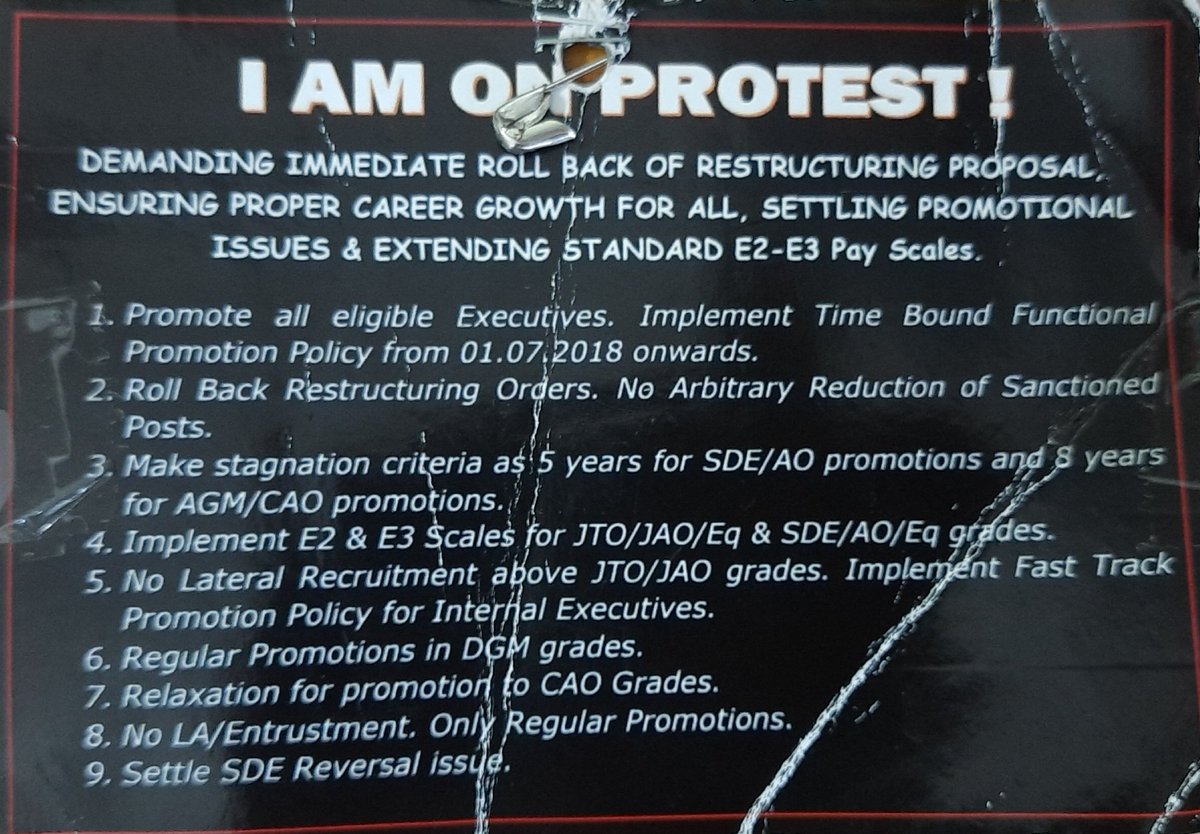 I AM ON PROTEST !
DEMANDING IMMEDIATE ROLL BACK OF RESTRUCTURING PROPOSAL,
ENSURING PROPER CAREER GROWTH FOR ALL, SETTLING PROMOTIONAL
ISSUES & EXTENDING STANDARD E2-E3 Pay Scales.
1. Promote all eligible Executives. Implement Time Bound Functional
Promotion Policy from 01.07.2018 onwards.
2. Roll Back Restructuring Orders. No Arbitrary Reduction of Sanctioned
Posts.
3. Make stagnation criteria as 5 years for SDE/AO promotions and 8 years
for AGM/CAO promotions.
4. Implement E2 & E3 Scales for JTO/JAO/Eq & SDE/AO/Eq grades.
5. No Lateral Recruitment above JTO/JAO grades. Implement Fast Track
Promotion Policy for Internal Executives.
6. Regular Promotions in DGM grades.
7. Relaxation for promotion to CAO Grades.
8. No LA/Entrustment. Only Regular Promotions.
9. Settle SDE Reversal issue.